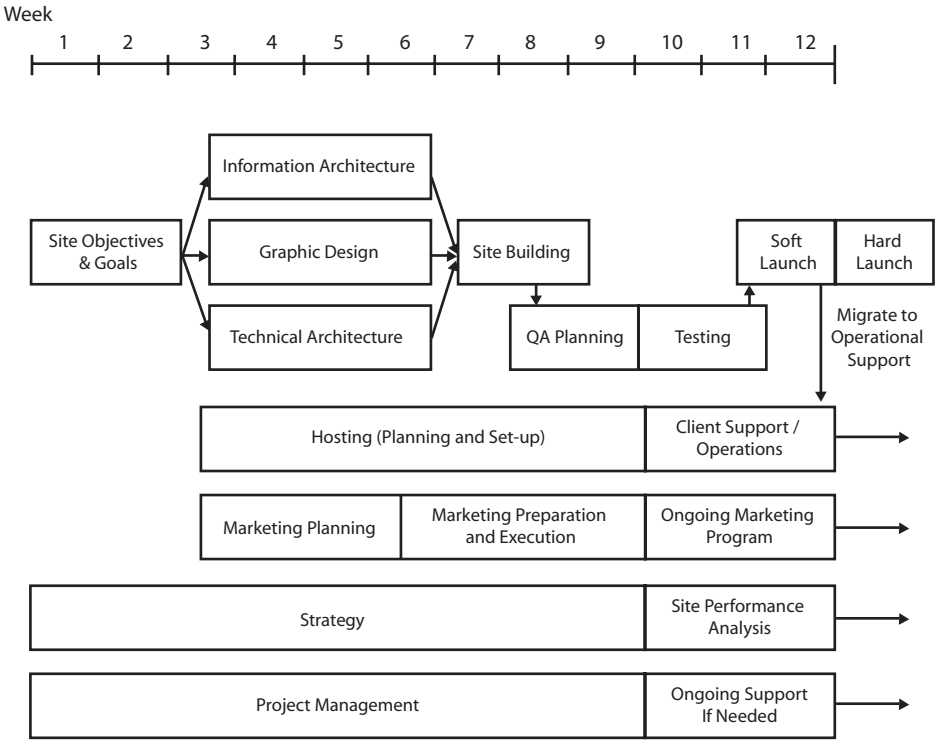 Week
1 2 3 4 5 6 7 8 9 10 11 12
Information Architecture
Site Objectives
& Goals
Graphic Design
Site Building
Soft
Launch
Hard
Launch
Technical Architecture
QA Planning
Testing
Migrate to
Operational
Support
Hosting (Planning and Set-up)
Client Support /
Operations
Marketing Planning
Marketing Preparation
and Execution
Ongoing Marketing
Program
Strategy
Site Performance
Analysis
Project Management
Ongoing Support
If Needed